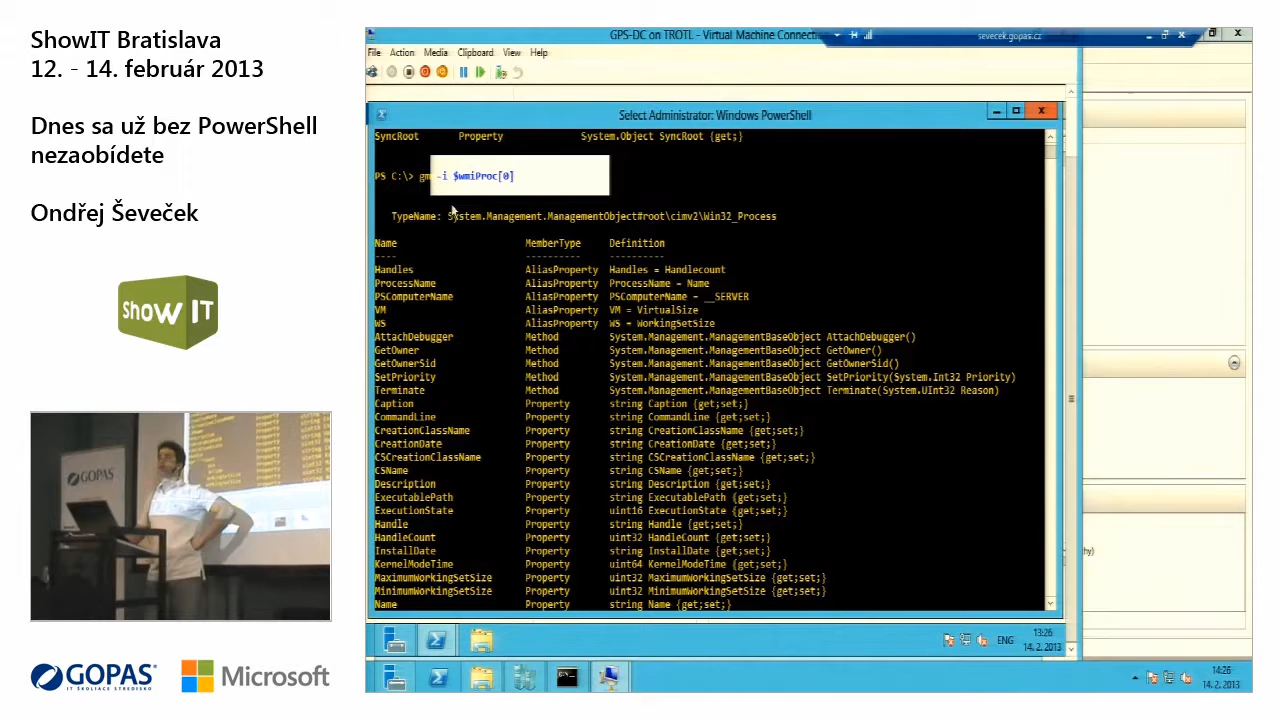 ShowIT Bratislava
12. - 14. február 2013
Dnes sa už bez PowerShell
nezaobídete
Ondřej Ševeček
ShoW IT
GOPAS
GOPAS
IT ŠKOLIACE STREDISKO
Microsoft
GPS-DC on TROTL - Virtual Machine Connec
sevecek.gopas.cz
File Action Media Clipboard View Help
Select Administrator: Windows PowerShell
SyncRoot Property System.Object SyncRoot {get;}
PS C:\> gm -i $wmiProc[0]
TypeName: System.Management.ManagementObject#root\cimv2\Win32_Process
Name MemberType Definition
---- ---------- ----------
Handles AliasProperty Handles = Handlecount
ProcessName AliasProperty ProcessName = Name
PSComputerName AliasProperty PSComputerName = __SERVER
VM AliasProperty VM = VirtualSize
WS AliasProperty WS = WorkingSetSize
AttachDebugger Method System.Management.ManagementBaseObject AttachDebugger()
GetOwner Method System.Management.ManagementBaseObject GetOwner()
GetOwnerSid Method System.Management.ManagementBaseObject GetOwnerSid()
SetPriority Method System.Management.ManagementBaseObject SetPriority(System.Int32 Priority)
Terminate Method System.Management.ManagementBaseObject Terminate(System.UInt32 Reason)
Caption Property string Caption {get;set;}
CommandLine Property string CommandLine {get;set;}
CreationClassName Property string CreationClassName {get;set;}
CreationDate Property string CreationDate {get;set;}
CSCreationClassName Property string CSCreationClassName {get;set;}
CSName Property string CSName {get;set;}
Description Property string Description {get;set;}
ExecutablePath Property string ExecutablePath {get;set;}
ExecutionState Property uint16 ExecutionState {get;set;}
Handle Property string Handle {get;set;}
HandleCount Property uint32 HandleCount {get;set;}
InstallDate Property string InstallDate {get;set;}
KernelModeTime Property uint64 KernelModeTime {get;set;}
MaximumWorkingSetSize Property uint32 MaximumWorkingSetSize {get;set;}
MinimumWorkingSetSize Property uint32 MinimumWorkingSetSize {get;set;}
Name Property string Name {get;set;}
hy)
ENG
13:26
14. 2. 2013
14:26
14. 2. 2013